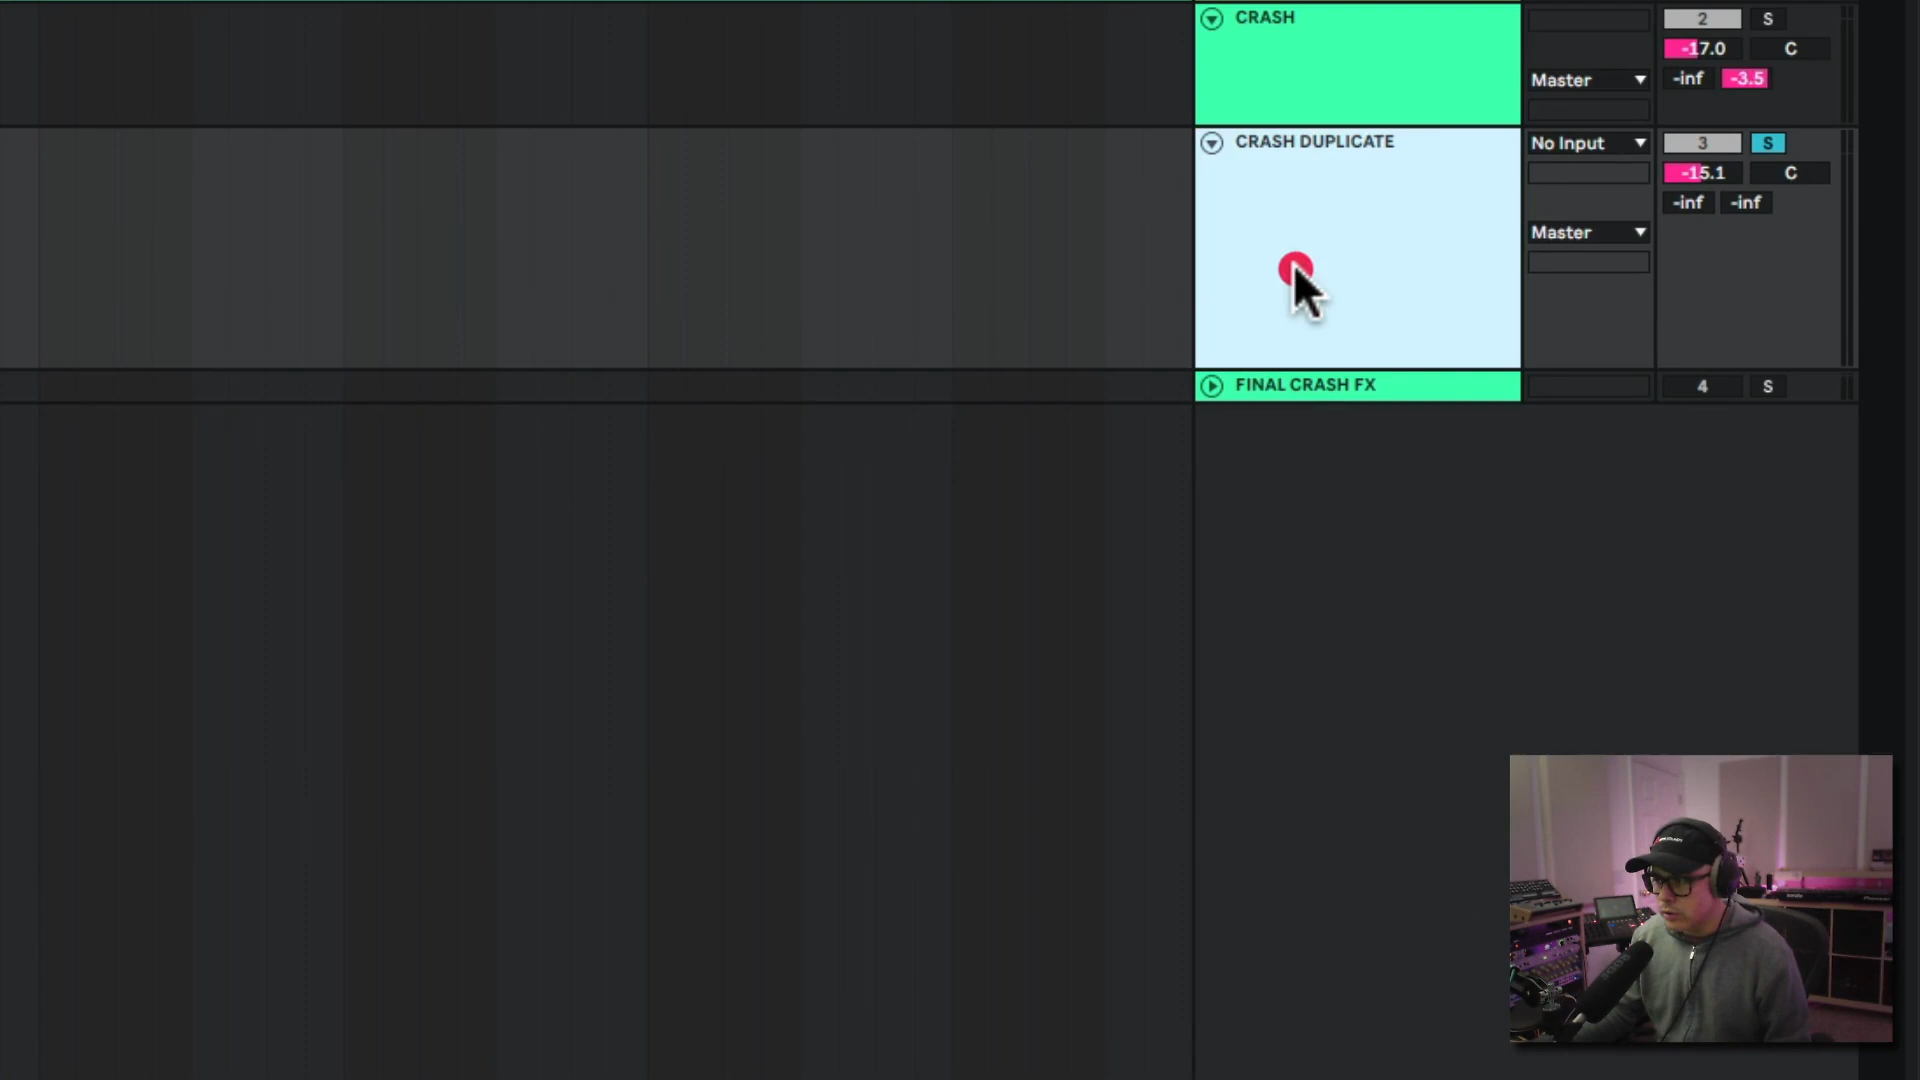 CRASH
2 S
-17.0 C
Master
-inf -3.5
CRASH DUPLICATE
No Input
3 S
-15.1 C
-inf -inf
Master
FINAL CRASH FX
4 S